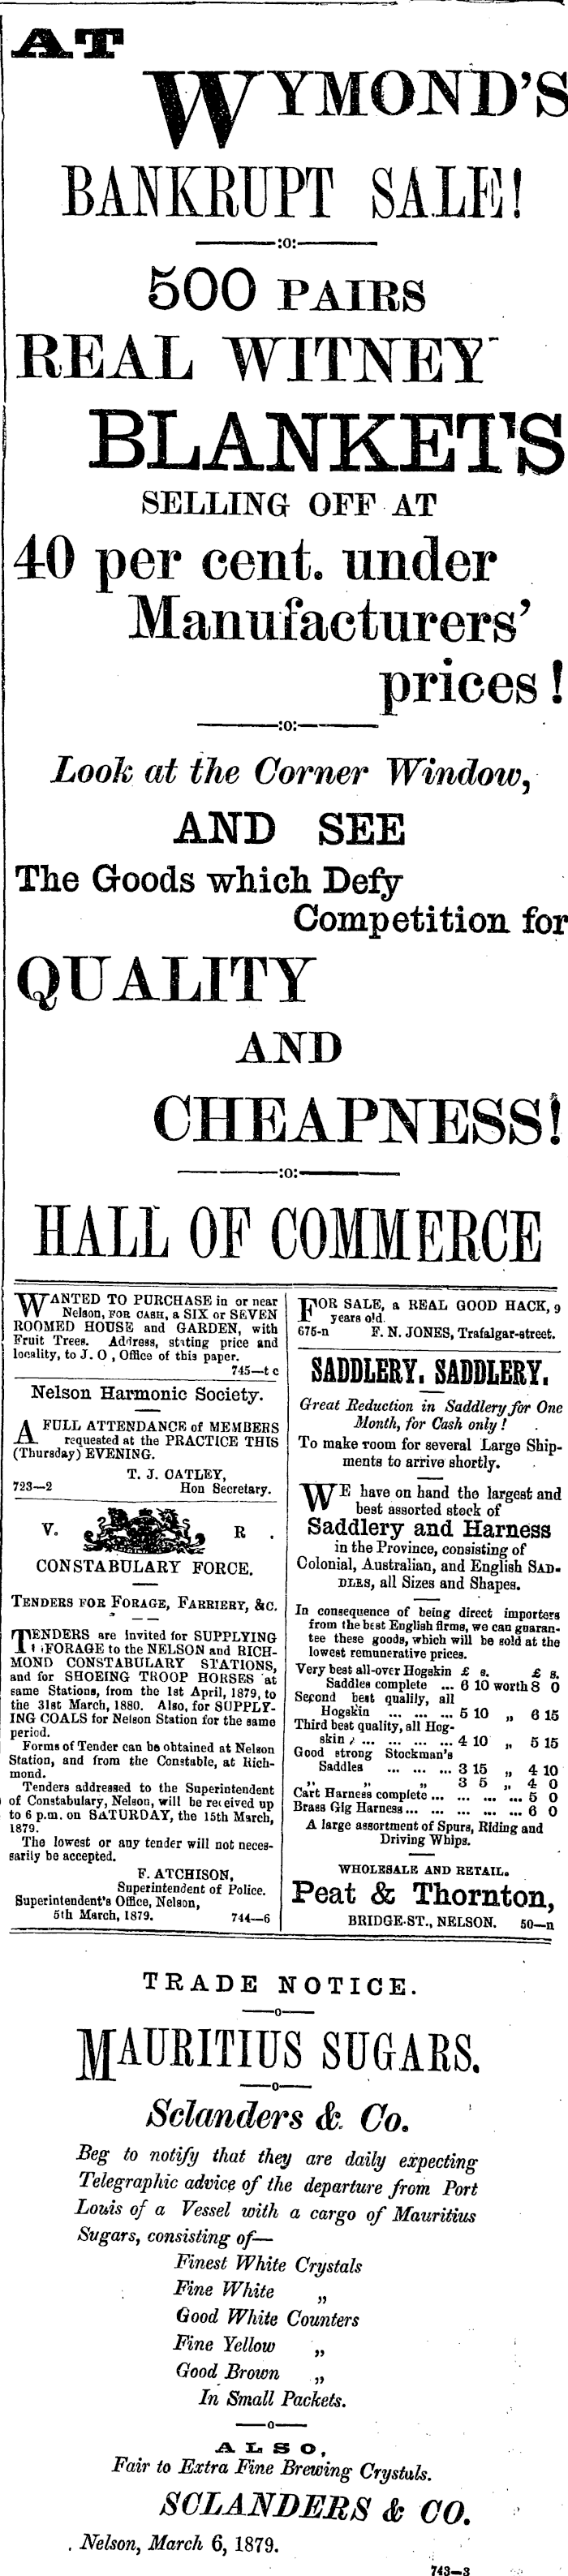 AT
WYMOND'S
BANKRUPT SALE!
:o:
500 PAIRS
REAL WITNEY
BLANKETS
SELLING OFF AT
40 per cent. under
Manufacturers'
prices!
:o:
Look at the Corner Window,
AND SEE
The Goods which Defy
Competition for
QUALITY
AND
CHEAPNESS!
:o:
HALL OF COMMERCE
WANTED TO PURCHASE in or near
Nelson, FOR CASH, a SIX or SEVEN
ROOMED HOUSE and GARDEN, with
Fruit Trees. Address, stating price and
locality, to J. O , Office of this paper.
745—t c
Nelson Harmonic Society.
A FULL ATTENDANCE of MEMBERS
requested at the PRACTICE THIS
(Thursday) EVENING.
T. J. OATLEY,
723—2 Hon Secretary.
V. R.
CONSTABULARY FORCE.
TENDERS FOR FORAGE, FARRIERY, &C.
TENDERS are invited for SUPPLYING
FORAGE to the NELSON and RICH-
MOND CONSTABULARY STATIONS,
and for SHOEING TROOP HORSES at
same Stations, from the 1st April, 1879, to
the 31st March, 1880. Also, for SUPPLY-
ING COALS for Nelson Station for the same
period.
Forms of Tender can be obtained at Nelson
Station, and from the Constable, at Rich-
mond.
Tenders addressed to the Superintendent
of Constabulary, Nelson, will be received up
to 6 p.m. on SATURDAY, the 15th March,
1879.
The lowest or any tender will not neces-
sarily be accepted.
F. ATCHISON,
Superintendent of Police.
Superintendent's Office, Nelson,
5th March, 1879. 744—6
FOR SALE, a REAL GOOD HACK, 9
years old.
675-n F. N. JONES, Trafalgar-street.
SADDLERY. SADDLERY.
Great Reduction in Saddlery for One
Month, for Cash only!
To make room for several Large Ship-
ments to arrive shortly.
WE have on hand the largest and
best assorted stock of
Saddlery and Harness
in the Province, consisting of
Colonial, Australian, and English SAD-
DLES, all Sizes and Shapes.
In consequence of being direct importers
from the best English firms, we can guaran-
tee these goods, which will be sold at the
lowest remunerative prices.
Very best all-over Hogskin £ s. £ s.
Saddles complete ... 6 10 worth 8 0
Second best quality, all
Hogskin ... ... ... ... 5 10 „ 6 15
Third best quality, all Hog-
skin ... ... ... ... 4 10 „ 5 15
Good strong Stockman's
Saddles ... ... ... 3 15 „ 4 10
„ „ „ 3 5 „ 4 0
Cart Harness complete ... ... ... ... 5 0
Brass Gig Harness ... ... ... ... ... 6 0
A large assortment of Spurs, Riding and
Driving Whips.
WHOLESALE AND RETAIL.
Peat & Thornton,
BRIDGE-ST., NELSON. 50—n
TRADE NOTICE.
—o—
MAURITIUS SUGARS.
—o—
Sclanders & Co.
Beg to notify that they are daily expecting
Telegraphic advice of the departure from Port
Louis of a Vessel with a cargo of Mauritius
Sugars, consisting of—
Finest White Crystals
Fine White „
Good White Counters
Fine Yellow „
Good Brown „
In Small Packets.
—o—
ALSO,
Fair to Extra Fine Brewing Crystals.
SCLANDERS & CO.
Nelson, March 6, 1879.
743—3